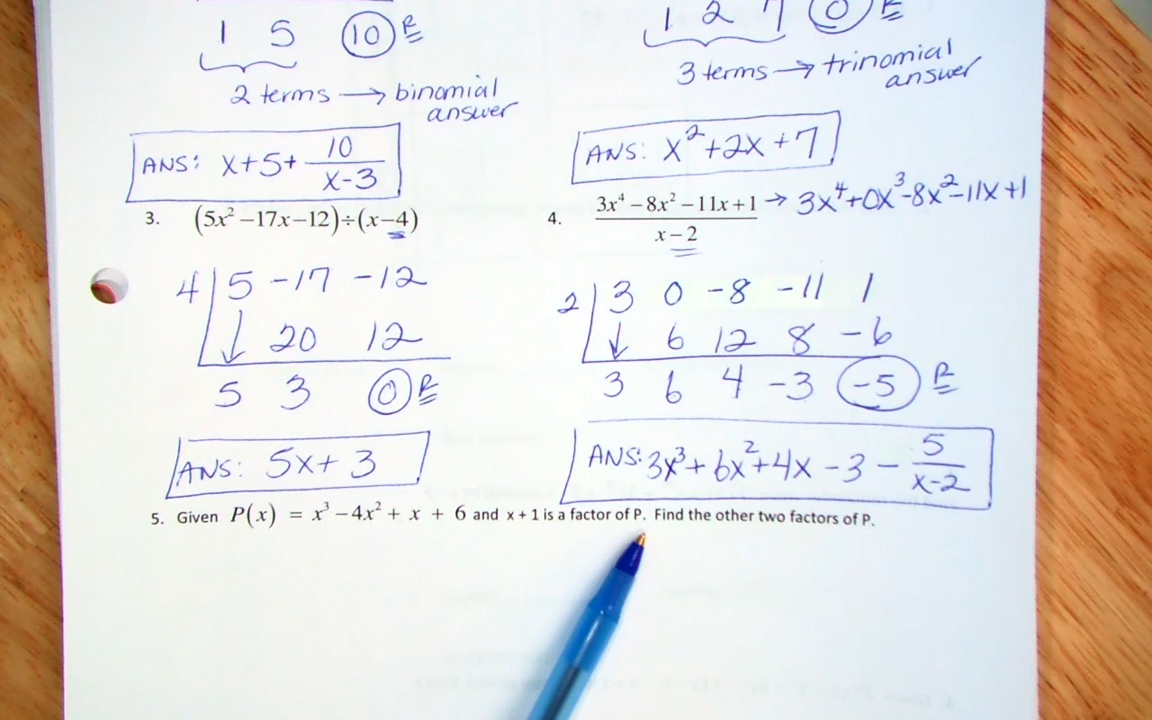 1 5 10 R
2 terms → binomial
answer
ANS: x+5+ 10/(x-3)
1 2 7 0 R
3 terms → trinomial
answer
ANS: x²+2x+7
3. (5x² −17x−12)÷(x−4)
4 | 5 -17 -12
↓ 20 12
5 3 0 R
ANS: 5x+3
4. (3x⁴ −8x² −11x+1)/(x−2) → 3x⁴+0x³-8x²-11x+1
2 | 3 0 -8 -11 1
↓ 6 12 8 -6
3 6 4 -3 -5 R
ANS: 3x³+6x²+4x-3- 5/(x-2)
5. Given P(x) = x³ −4x² + x + 6 and x + 1 is a factor of P. Find the other two factors of P.